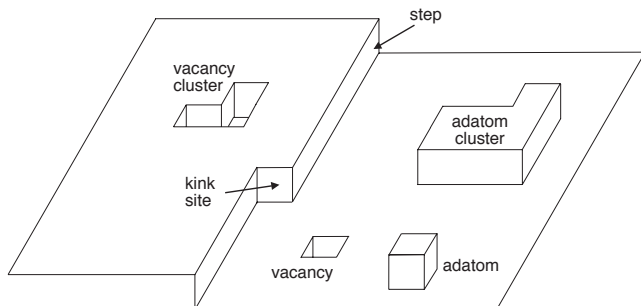 step
vacancy
cluster
adatom
cluster
kink
site
vacancy
adatom